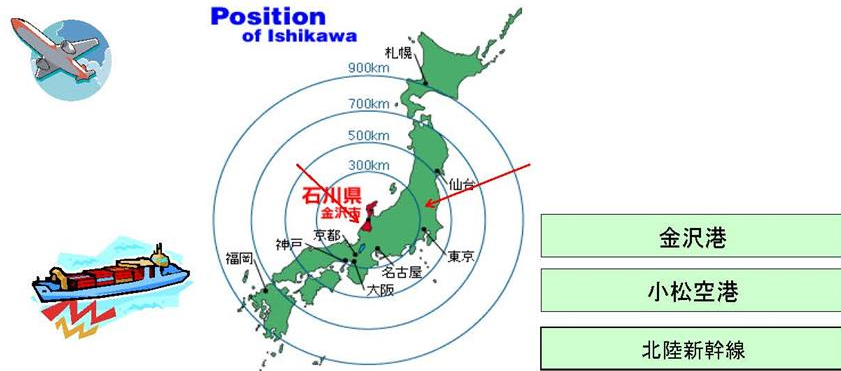 Position
of Ishikawa
札幌
900km
700km
500km
300km
仙台
石川県
金沢市
京都
神戸
東京
福岡
名古屋
大阪
金沢港
小松空港
北陸新幹線